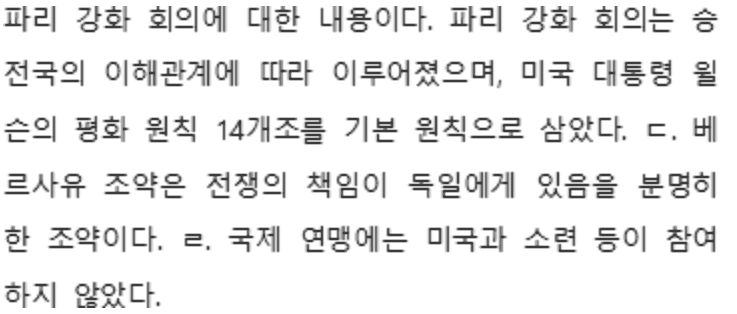 파리 강화 회의에 대한 내용이다. 파리 강화 회의는 승
전국의 이해관계에 따라 이루어졌으며, 미국 대통령 윌
슨의 평화 원칙 14개조를 기본 원칙으로 삼았다. ㄷ. 베
르사유 조약은 전쟁의 책임이 독일에게 있음을 분명히
한 조약이다. ㄹ. 국제 연맹에는 미국과 소련 등이 참여
하지 않았다.